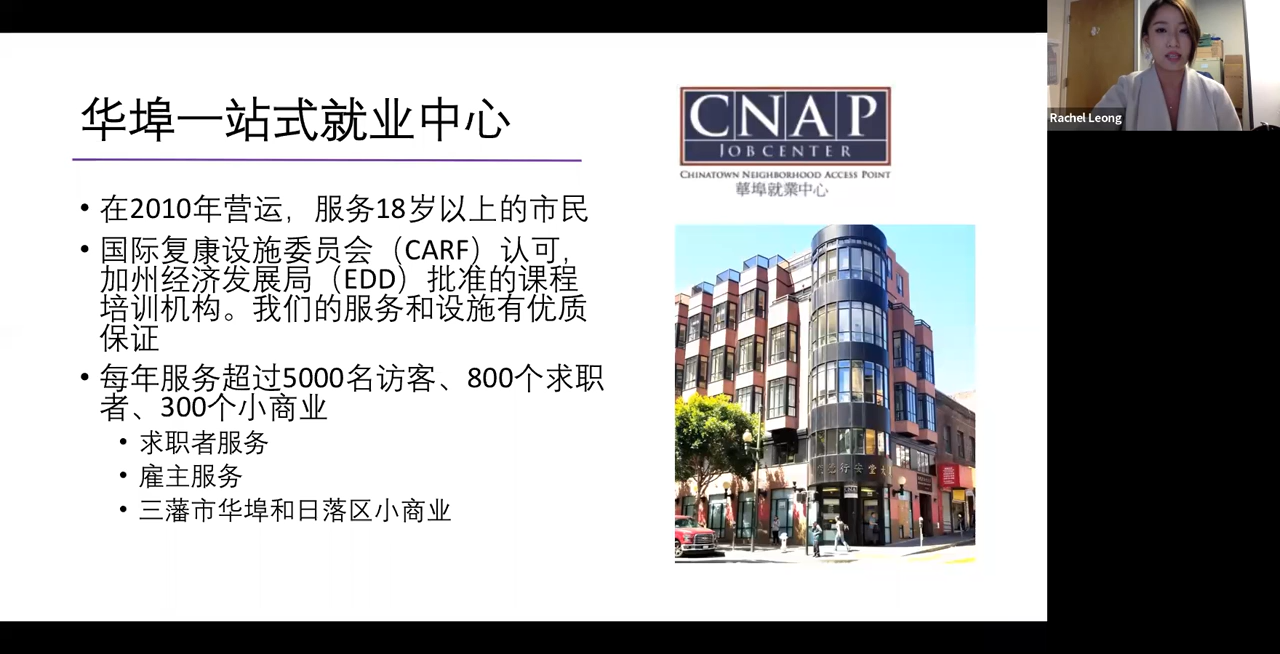 华埠一站式就业中心
• 在2010年营运，服务18岁以上的市民
• 国际复康设施委员会（CARF）认可，
加州经济发展局（EDD）批准的课程
培训机构。我们的服务和设施有优质
保证
• 每年服务超过5000名访客、800个求职
者、300个小商业
• 求职者服务
• 雇主服务
• 三藩市华埠和日落区小商业
CNAP
JOBCENTER
CHINATOWN NEIGHBORHOOD ACCESS POINT
華埠就業中心
CNAP
Rachel Leong